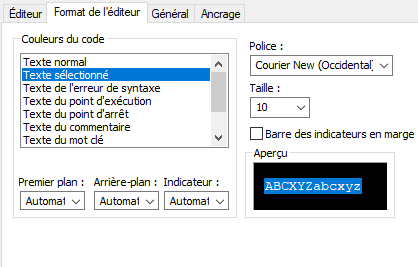 Éditeur Format de l'éditeur Général Ancrage
Couleurs du code
Texte normal
Texte sélectionné
Texte de l'erreur de syntaxe
Texte du point d'exécution
Texte du point d'arrêt
Texte du commentaire
Texte du mot clé
Premier plan : Arrière-plan : Indicateur :
Automat Automat Automat
Police :
Courier New (Occidental)
Taille :
10
Barre des indicateurs en marge
Aperçu
ABCXYZabcxyz